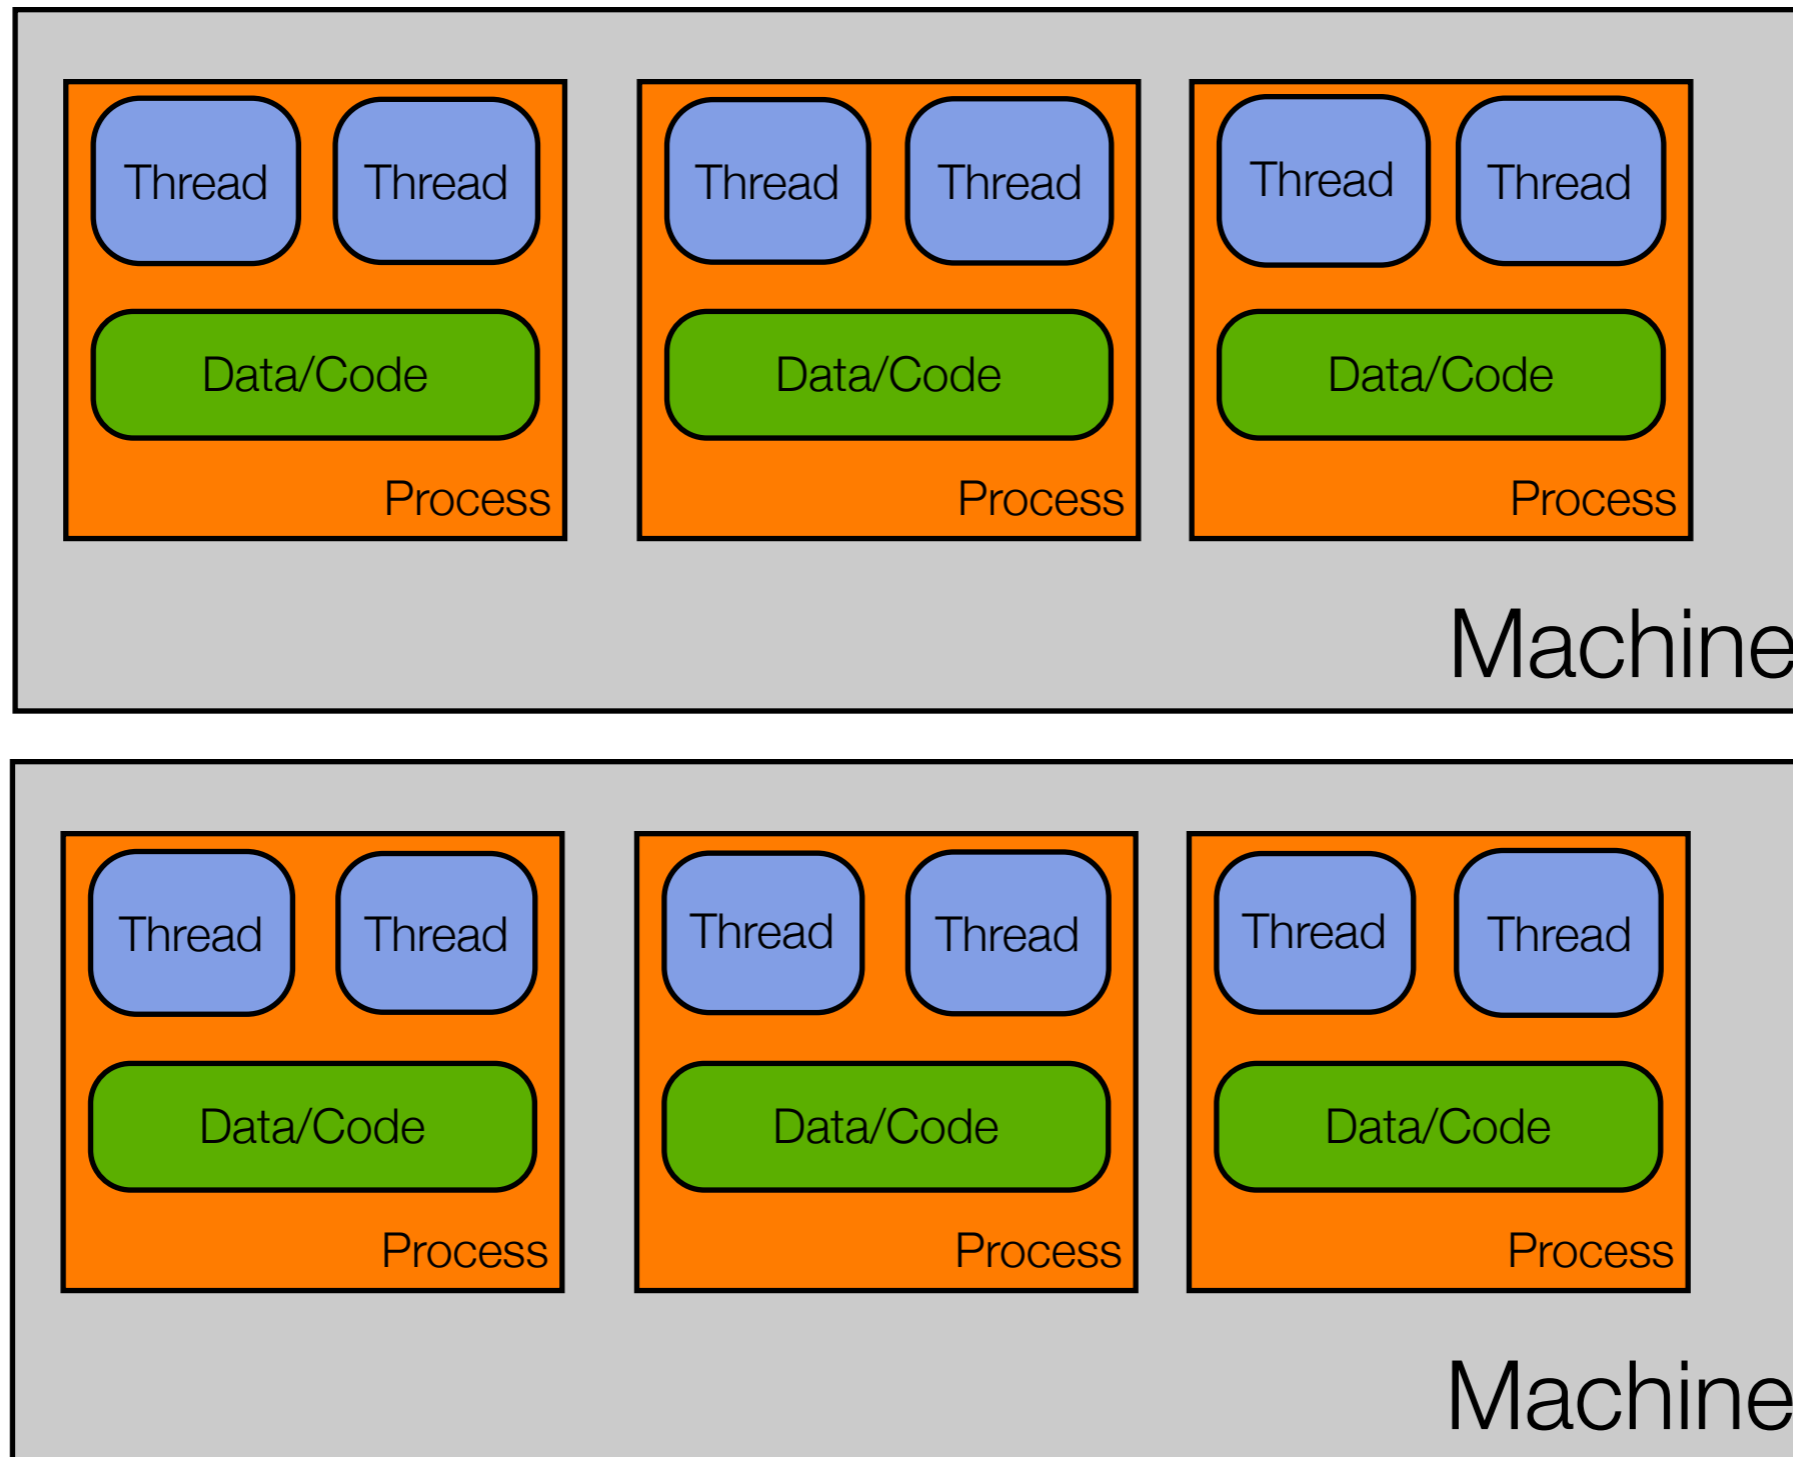 Thread Thread Thread Thread Thread Thread
Data/Code Data/Code Data/Code
Process Process Process
Machine
Thread Thread Thread Thread Thread Thread
Data/Code Data/Code Data/Code
Process Process Process
Machine